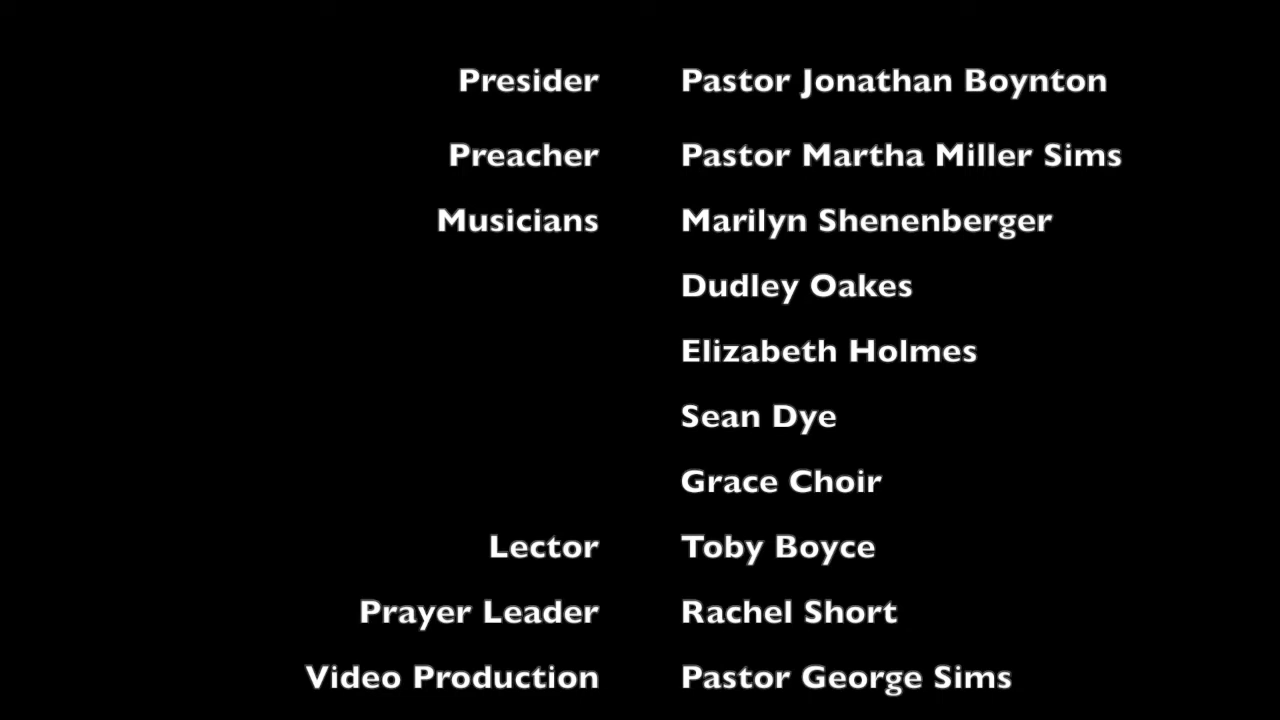 Presider Pastor Jonathan Boynton
Preacher Pastor Martha Miller Sims
Musicians Marilyn Shenenberger
Dudley Oakes
Elizabeth Holmes
Sean Dye
Grace Choir
Lector Toby Boyce
Prayer Leader Rachel Short
Video Production Pastor George Sims